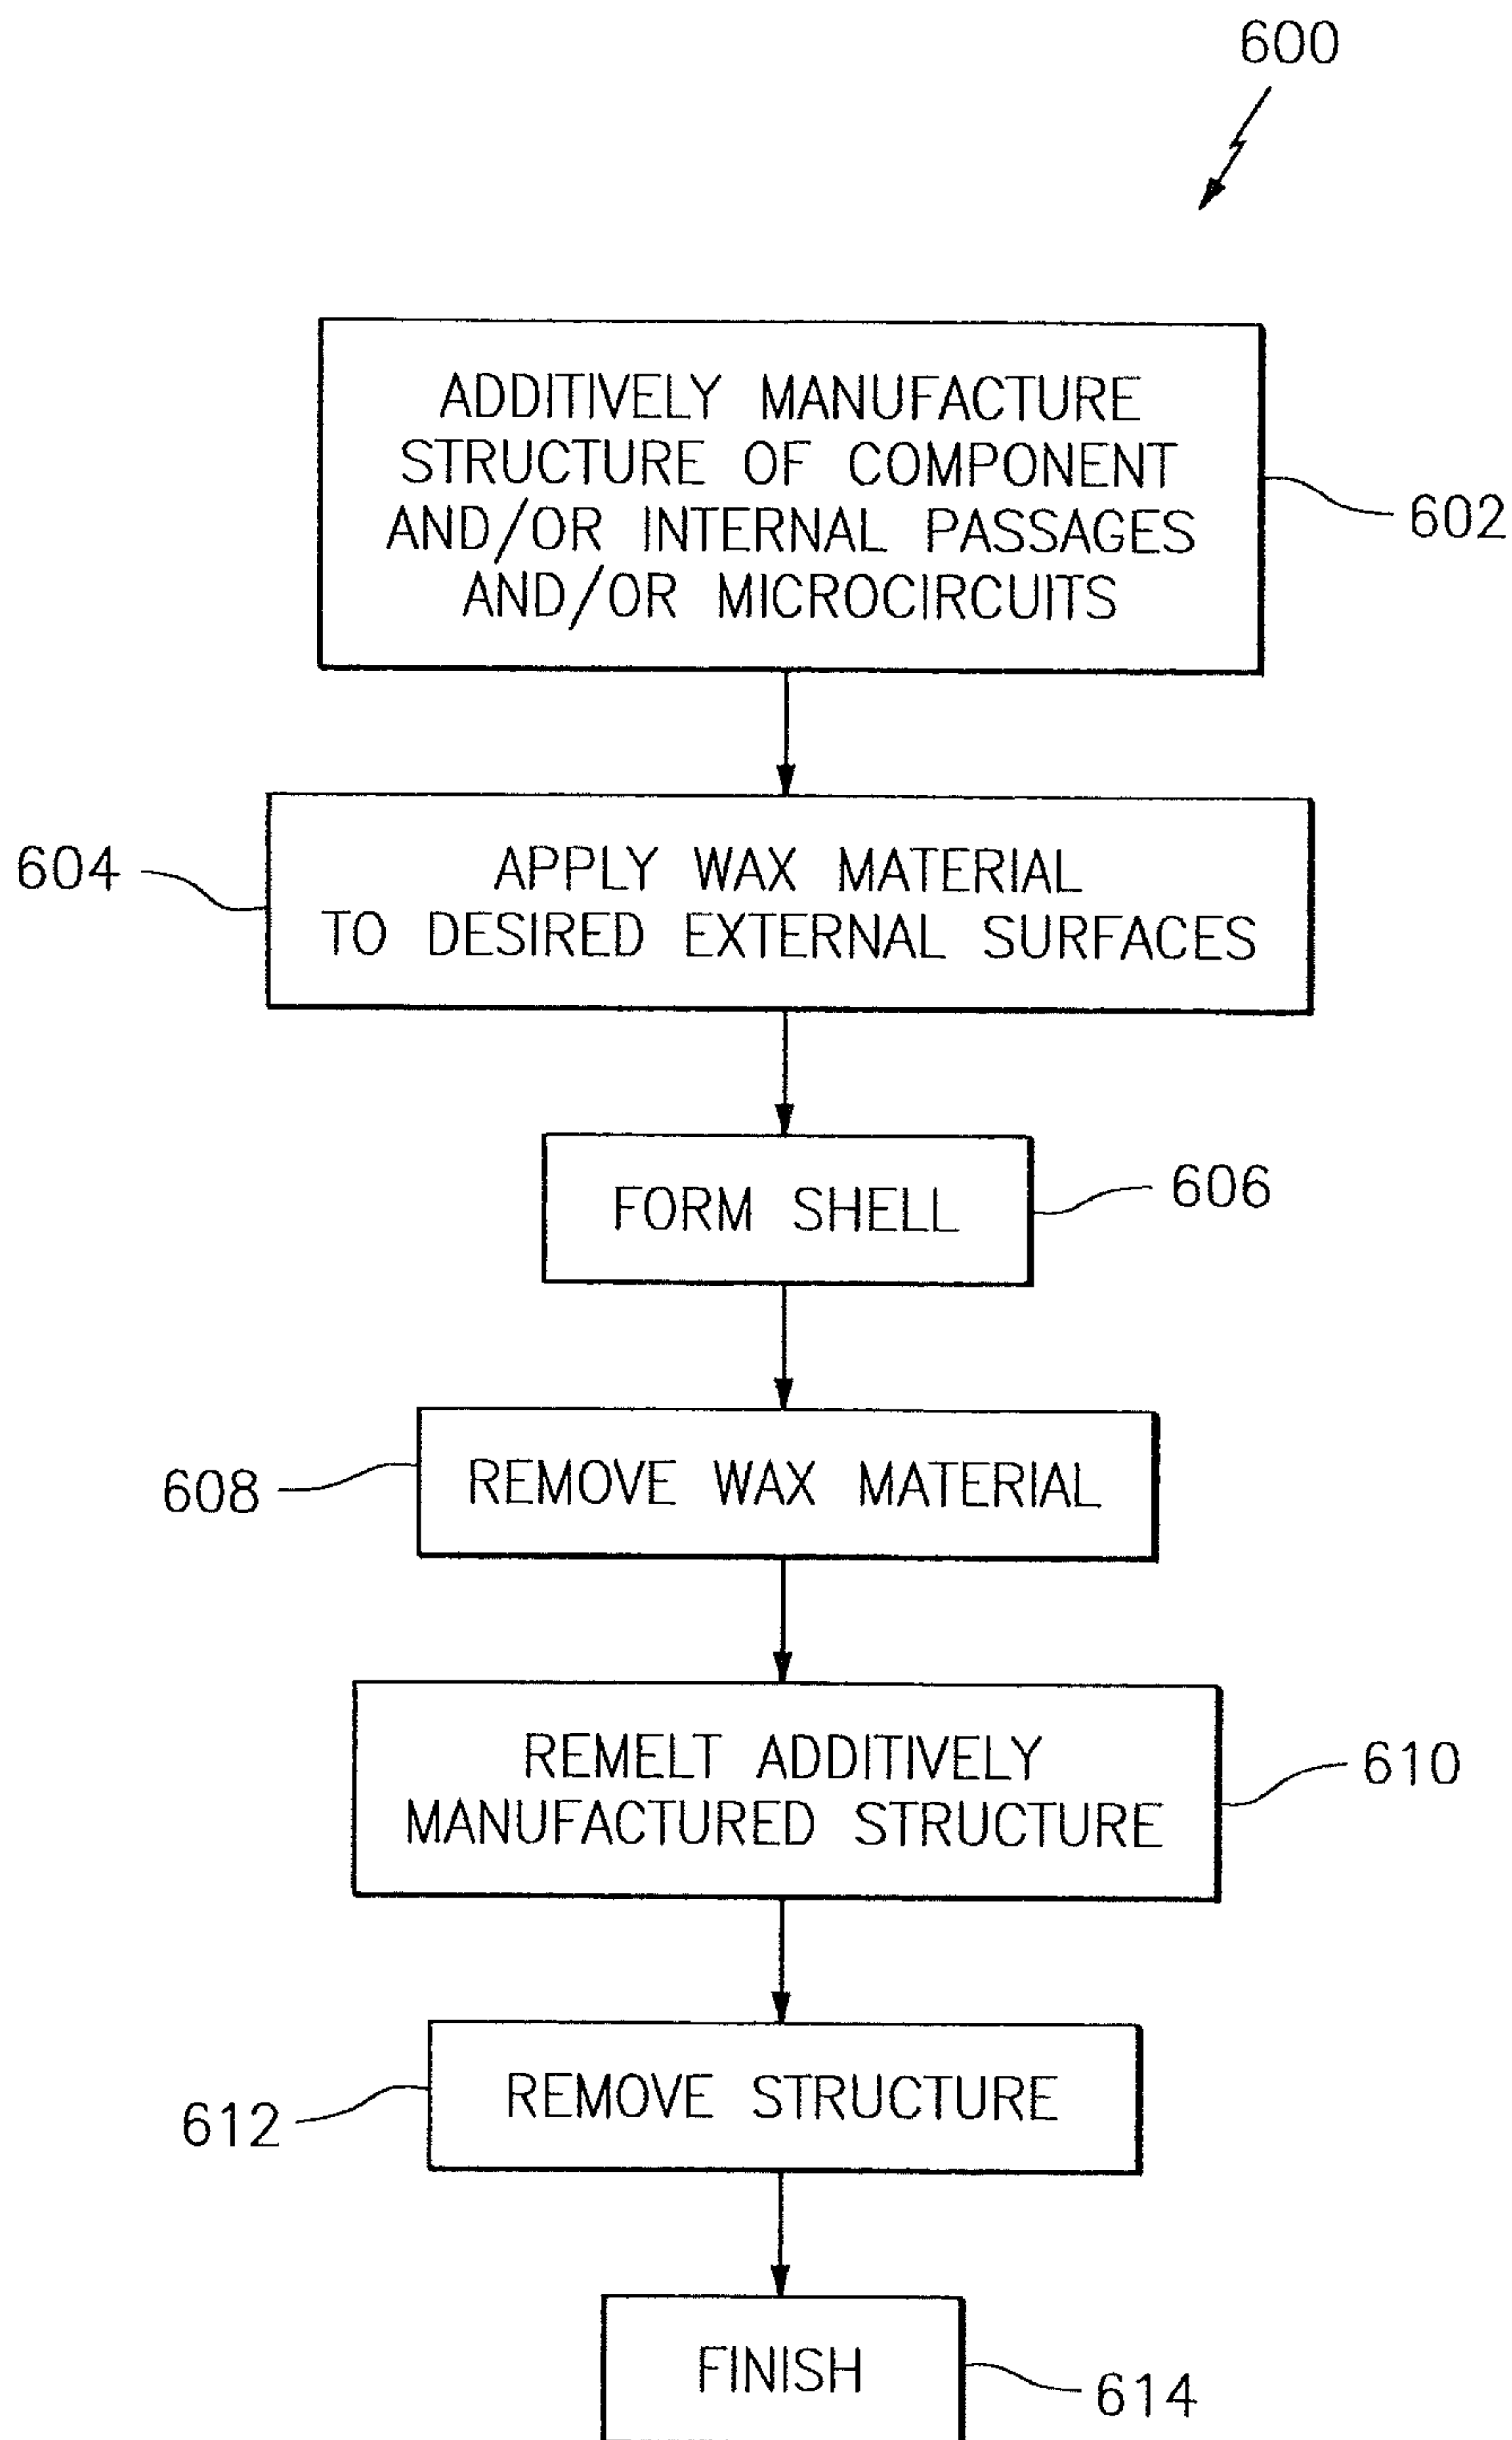 600
ADDITIVELY MANUFACTURE
STRUCTURE OF COMPONENT
AND/OR INTERNAL PASSAGES
AND/OR MICROCIRCUITS
602
604
APPLY WAX MATERIAL
TO DESIRED EXTERNAL SURFACES
FORM SHELL
606
608
REMOVE WAX MATERIAL
REMELT ADDITIVELY
MANUFACTURED STRUCTURE
610
REMOVE STRUCTURE
612
FINISH
614